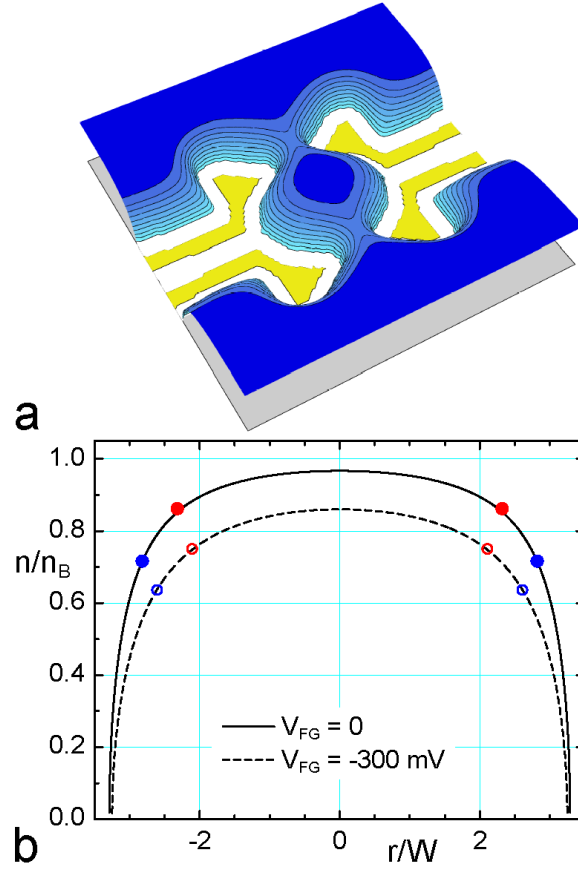 a
1.0
0.8
n/n_B
0.6
0.4
V_FG = 0
0.2
V_FG = -300 mV
0.0
-2 0 2
r/W
b